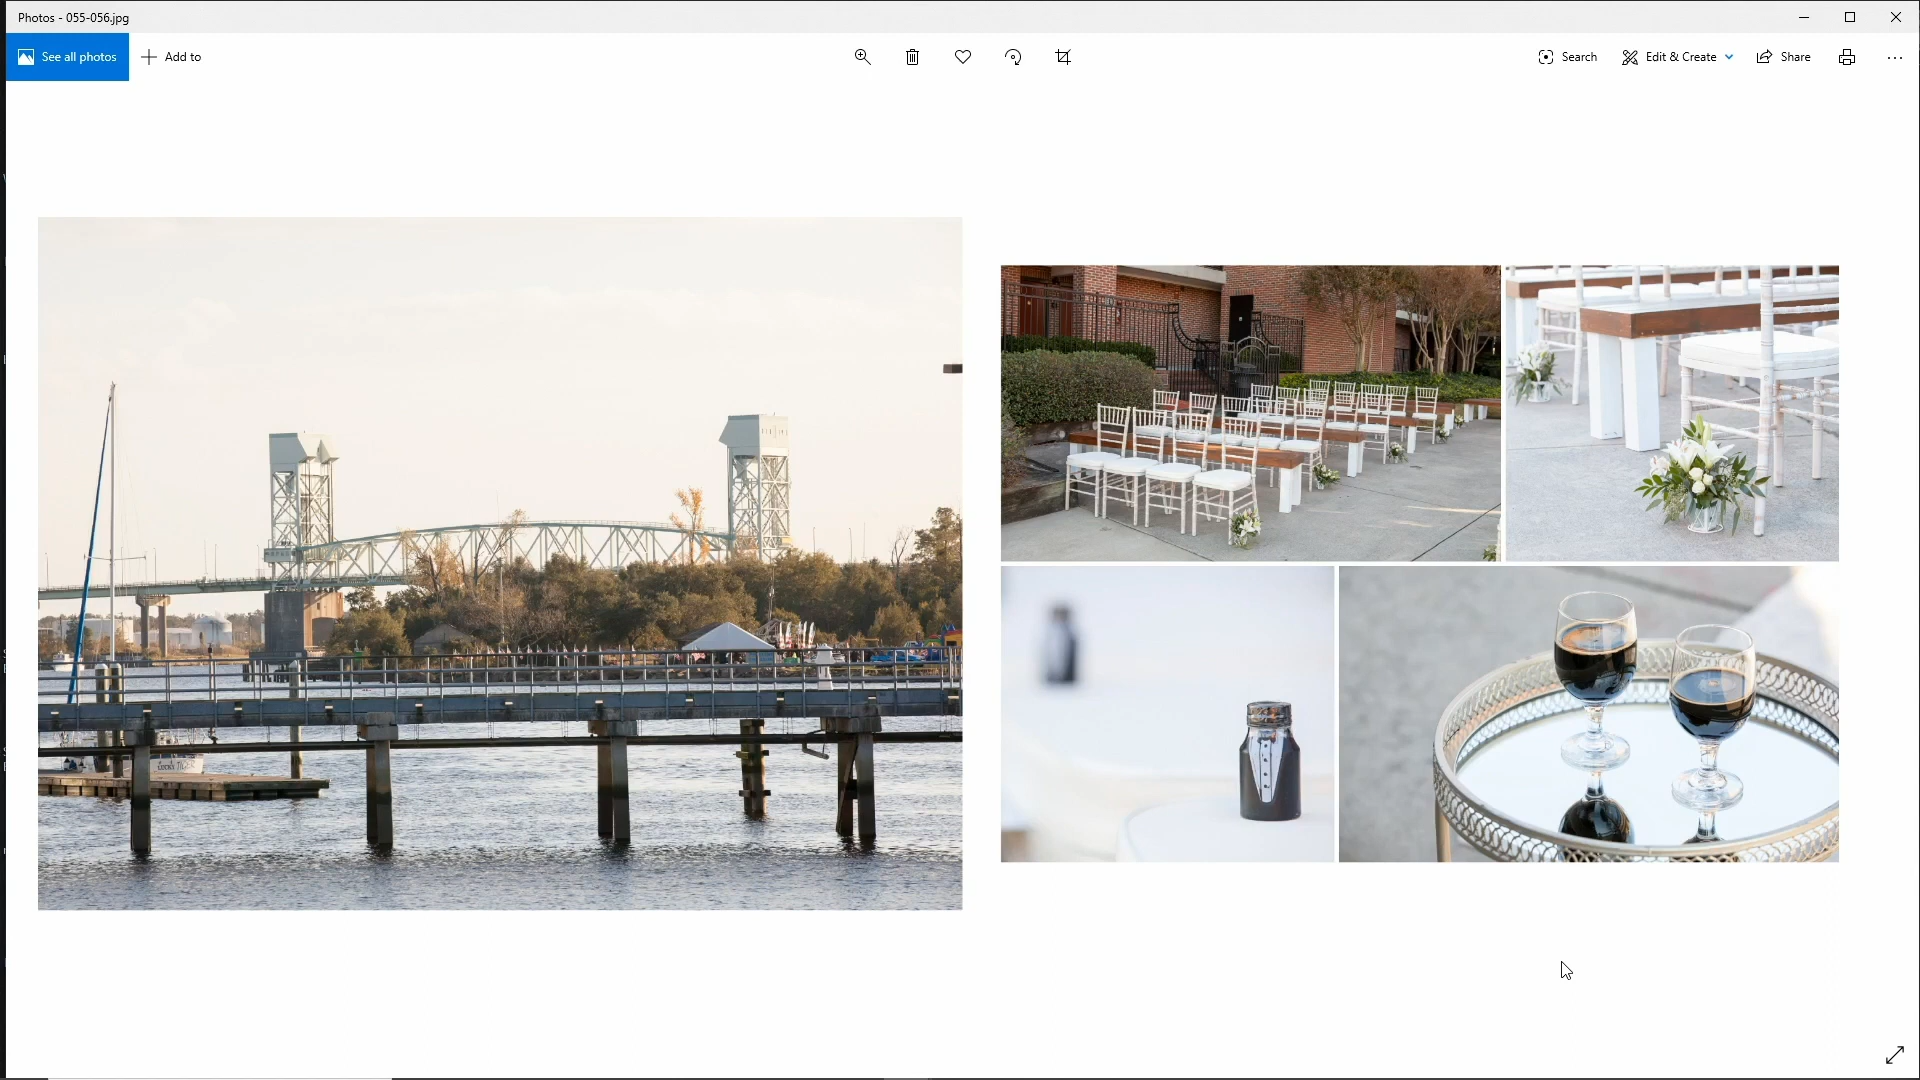 Photos - 055-056.jpg
See all photos
Add to
Search
Edit & Create
Share